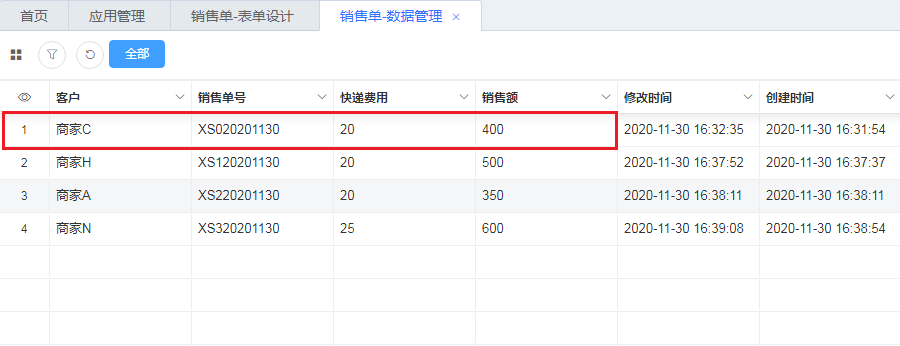 首页 应用管理 销售单-表单设计 销售单-数据管理 ×
全部
客户 销售单号 快递费用 销售额 修改时间 创建时间
1 商家C XS020201130 20 400 2020-11-30 16:32:35 2020-11-30 16:31:54
2 商家H XS120201130 20 500 2020-11-30 16:37:52 2020-11-30 16:37:37
3 商家A XS220201130 20 350 2020-11-30 16:38:11 2020-11-30 16:38:11
4 商家N XS320201130 25 600 2020-11-30 16:39:08 2020-11-30 16:38:54